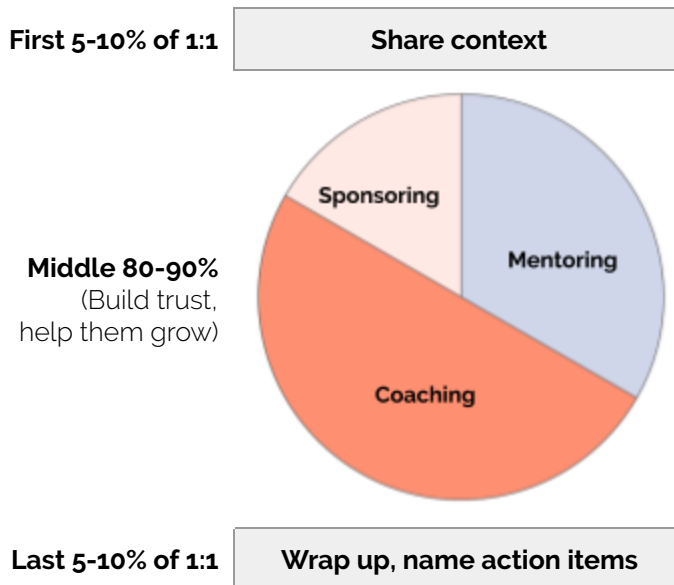 First 5-10% of 1:1
Share context
Sponsoring
Mentoring
Middle 80-90%
(Build trust,
help them grow)
Coaching
Last 5-10% of 1:1
Wrap up, name action items